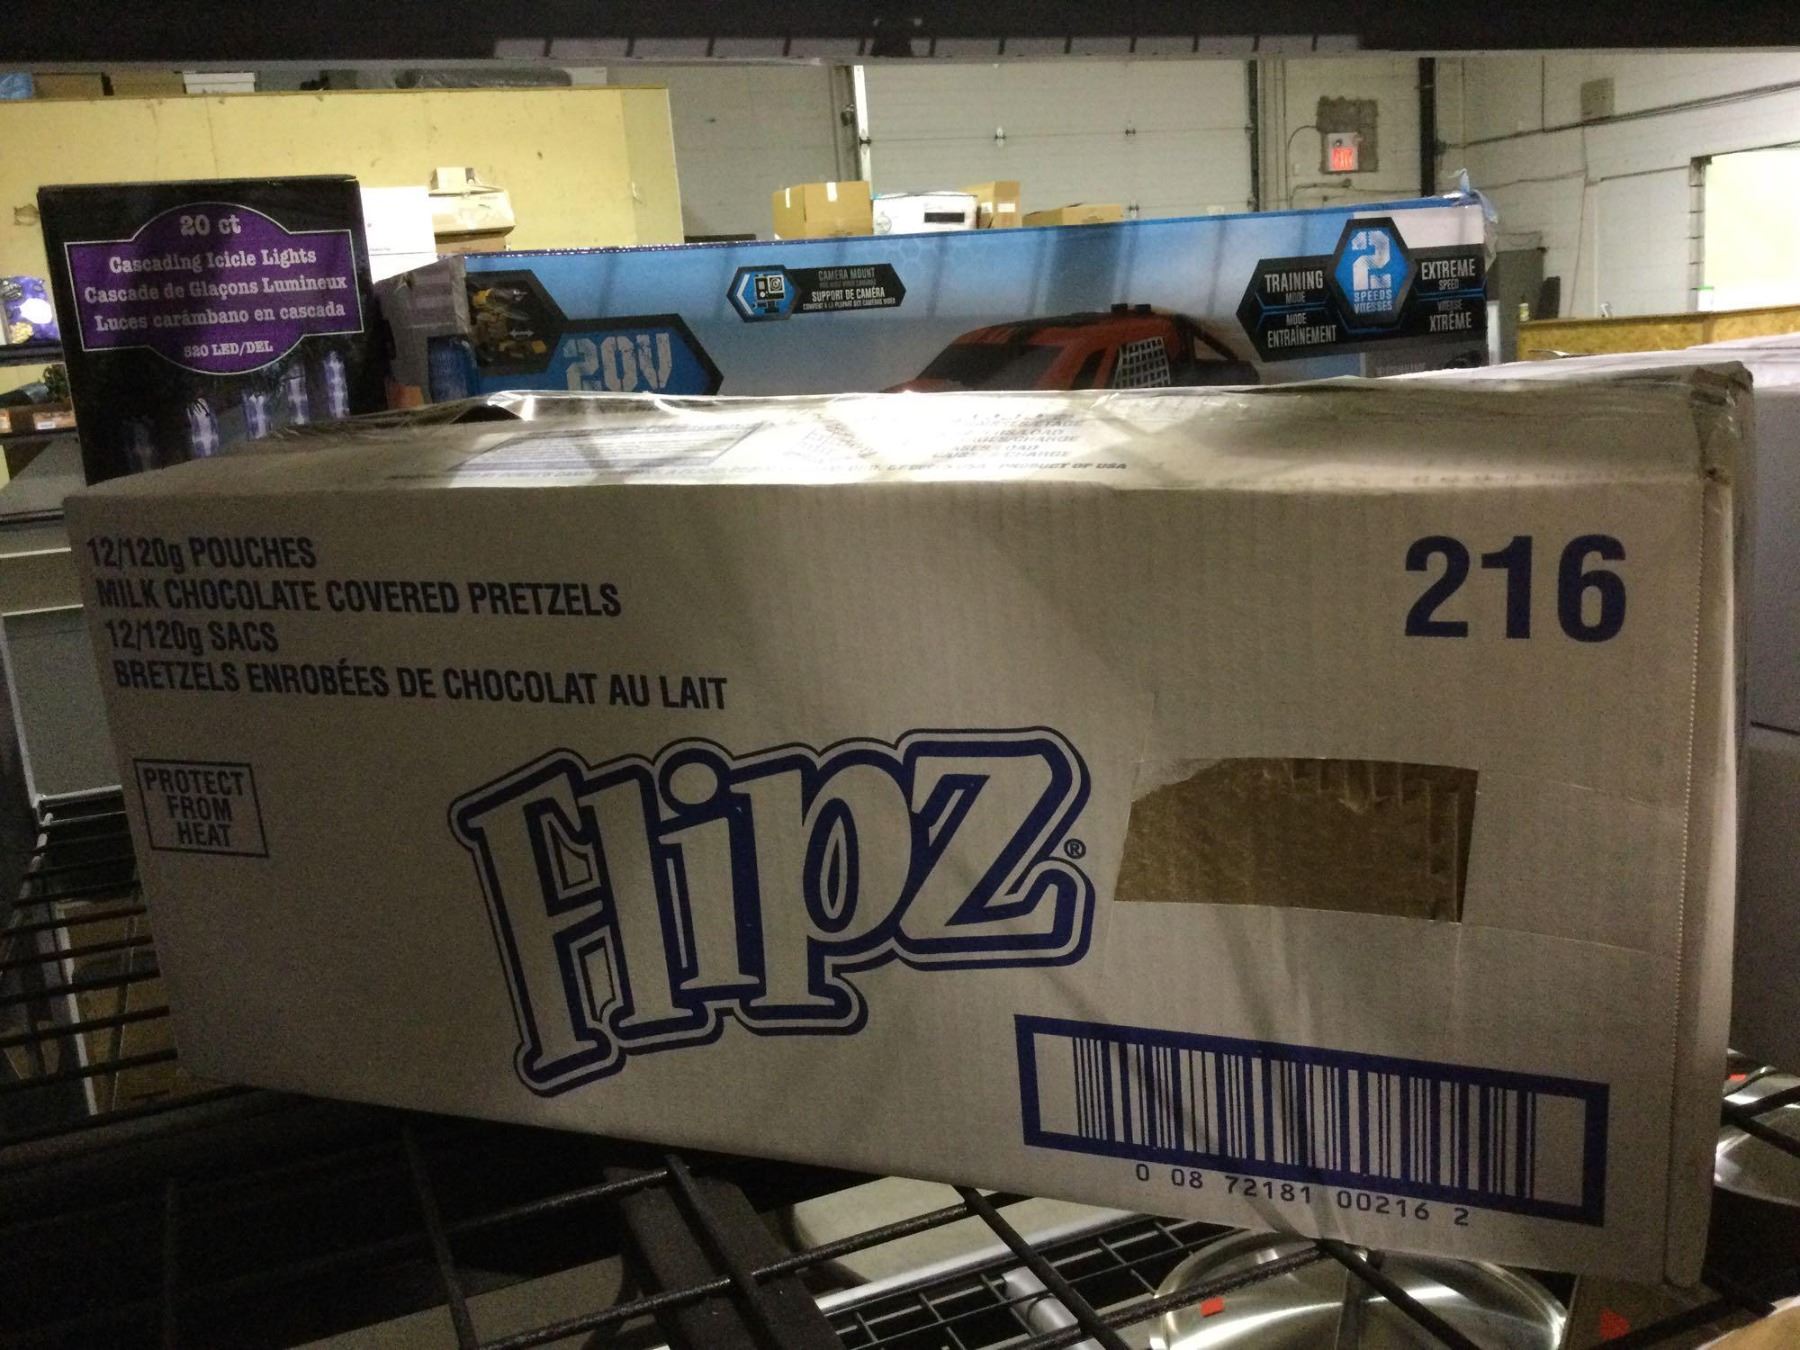 20 ct
Cascading Icicle Lights
Cascade de Glaçons Lumineux
Luces carámbano en cascada
520 LED/DEL
20V
CAMERA MOUNT
SUPPORT DE CAMÉRA
TRAINING
MODE
MODE
ENTRAÎNEMENT
2
SPEEDS
VITESSES
EXTREME
SPEED
VITESSE
XTRÊME
PRODUCT OF USA
12/120g POUCHES
MILK CHOCOLATE COVERED PRETZELS
12/120g SACS
BRETZELS ENROBÉES DE CHOCOLAT AU LAIT
216
PROTECT
FROM
HEAT
Flipz®
0 08 72181 00216 2